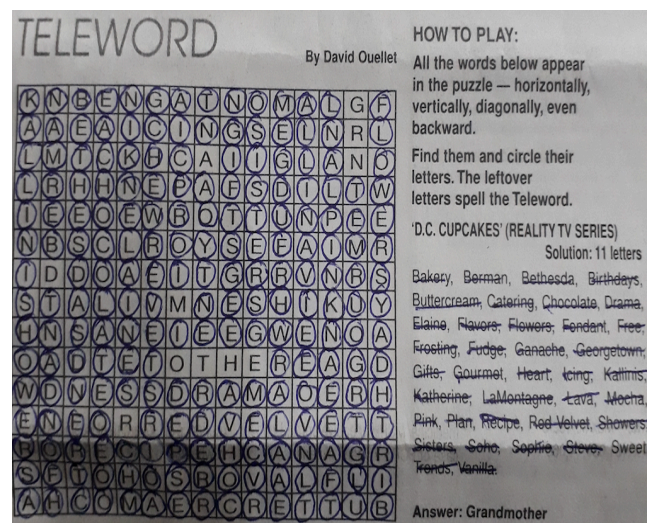 TELEWORD
By David Ouellet
K N B E N G A T N O M A L G F
A A E A I C I N G S E L N R L
L M T C K H C A I I G L A N O
L R H H N E P A F S D I L T W
I E E O E W R O T T U N P E E
N B S C L R O Y S E F A I M R
I D D O A E I T G R R V N R S
S T A L I V M N E S H I K U Y
H N S A N E I E E G W E N O A
O A D T E T O T H E R E A G D
W D N E S S D R A M A O E R H
E N E O R R E D V E L V E T T
R O R E C I P E H C A N A G R
S F T O H O S R O V A L F L I
A H C O M A E R C R E T T U B
HOW TO PLAY:
All the words below appear
in the puzzle — horizontally,
vertically, diagonally, even
backward.
Find them and circle their
letters. The leftover
letters spell the Teleword.
'D.C. CUPCAKES' (REALITY TV SERIES)
Solution: 11 letters
Bakery, Berman, Bethesda, Birthdays,
Buttercream, Catering, Chocolate, Drama,
Elaine, Flavors, Flowers, Fondant, Free,
Frosting, Fudge, Ganache, Georgetown,
Gifts, Gourmet, Heart, Icing, Kallinis,
Katherine, LaMontagne, Lava, Mocha,
Pink, Plan, Recipe, Red Velvet, Showers
Sisters, Soho, Sophie, Steve, Sweet
Trends, Vanilla
Answer: Grandmother